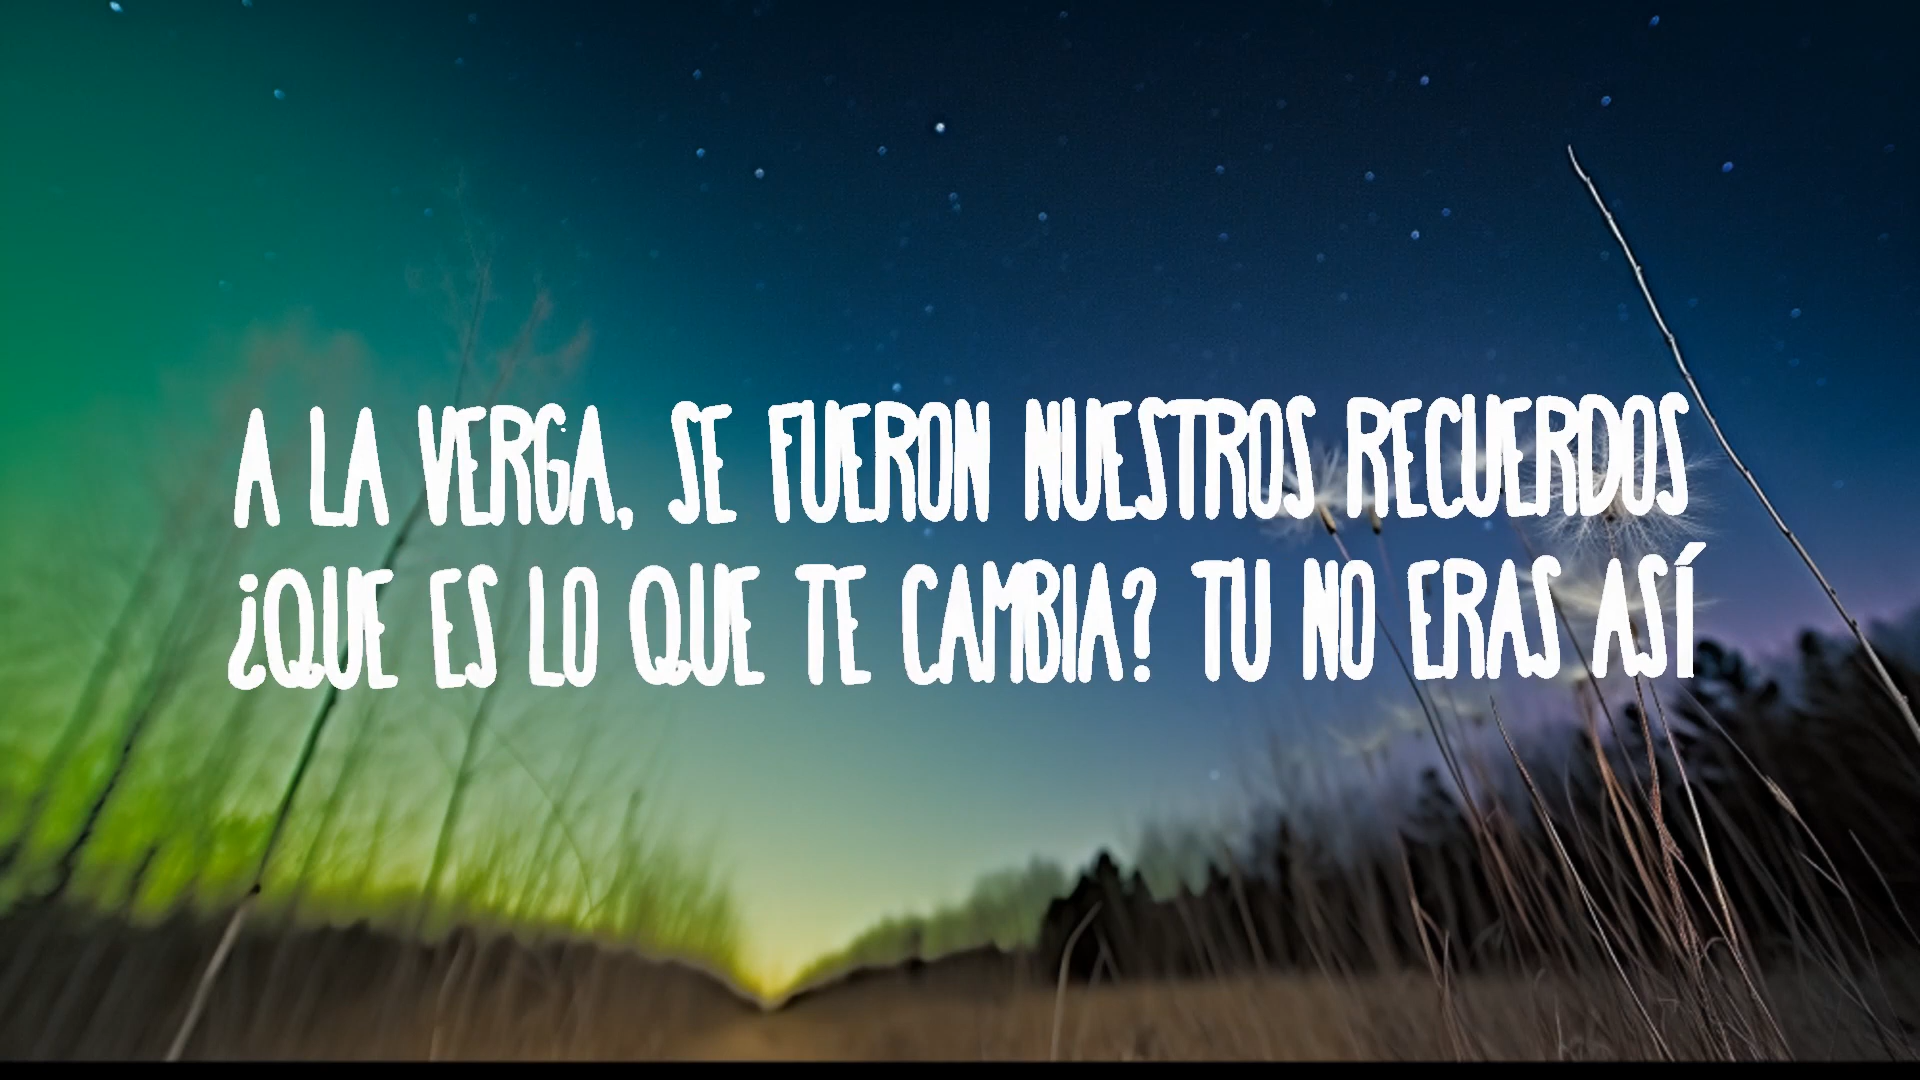 A LA VERGA, SE FUERON NUESTROS RECUERDOS
¿QUE ES LO QUE TE CAMBIA? TU NO ERAS ASÍ